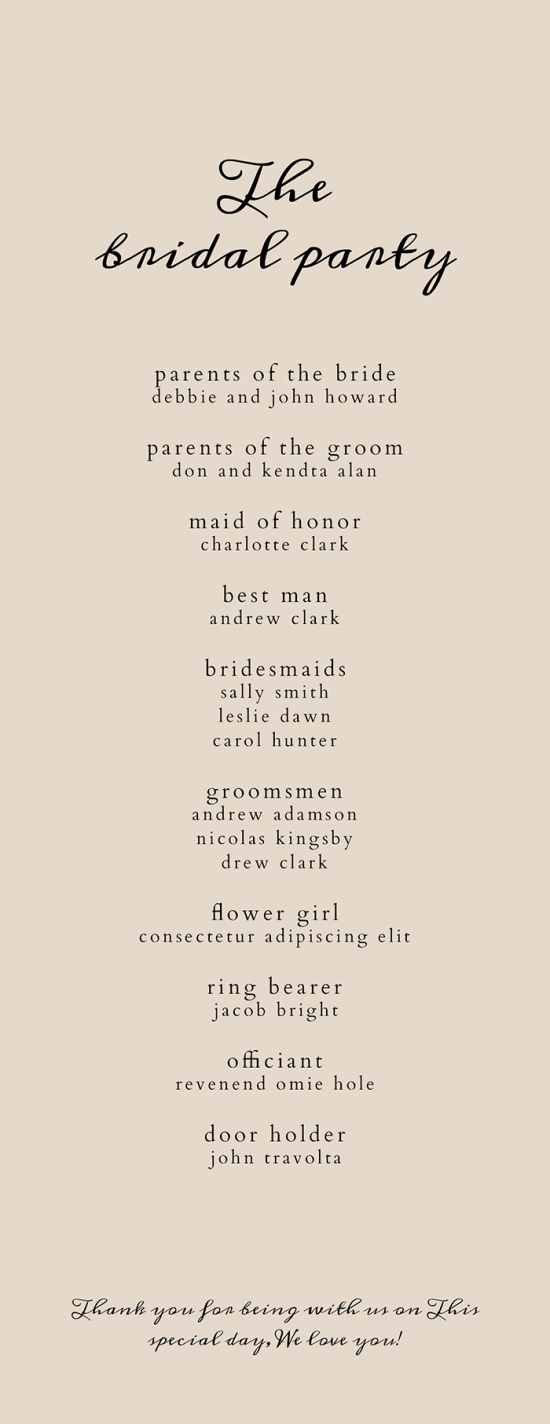 The
bridal party
parents of the bride
debbie and john howard
parents of the groom
don and kendta alan
maid of honor
charlotte clark
best man
andrew clark
bridesmaids
sally smith
leslie dawn
carol hunter
groomsmen
andrew adamson
nicolas kingsby
drew clark
flower girl
consectetur adipiscing elit
ring bearer
jacob bright
officiant
revenend omie hole
door holder
john travolta
Thank you for being with us on This
special day, We love you!